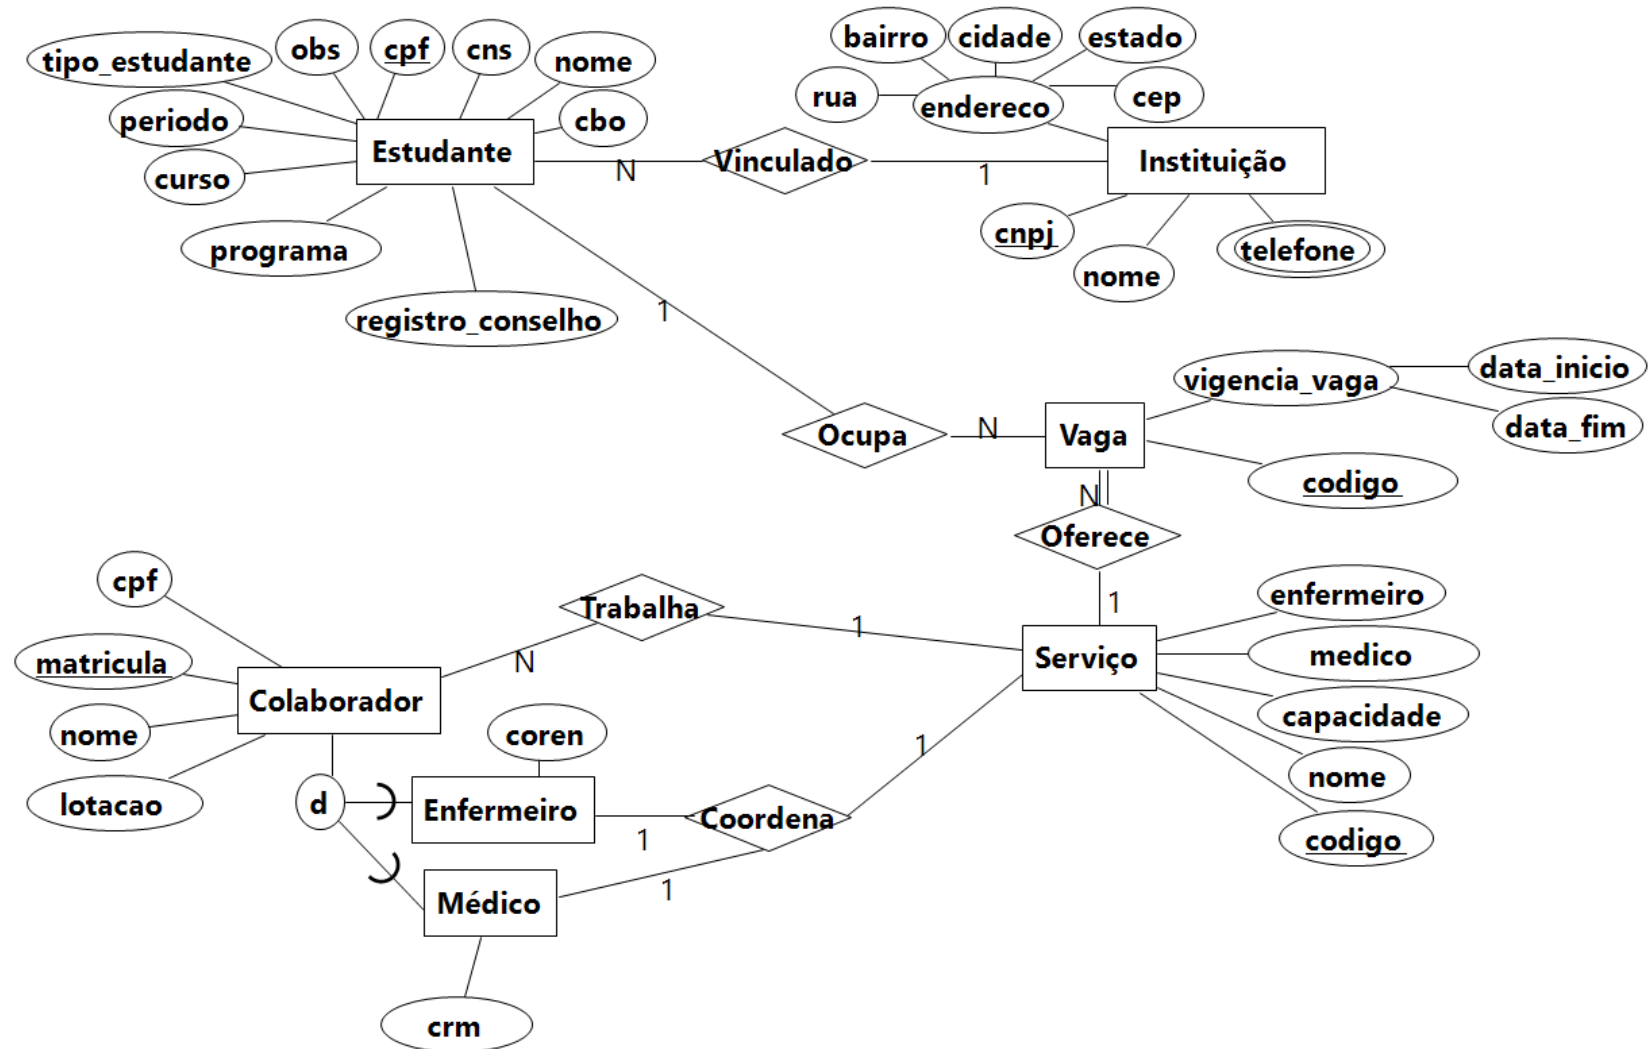 bairro
cidade
estado
obs
cpf
cns
tipo_estudante
nome
rua
endereco
cep
periodo
cbo
Estudante
Vinculado
Instituição
N
1
curso
cnpj
programa
telefone
nome
registro_conselho
1
vigencia_vaga
data_inicio
Ocupa
N
Vaga
data_fim
codigo
N
Oferece
cpf
Trabalha
1
enfermeiro
1
matricula
N
Serviço
medico
Colaborador
nome
coren
capacidade
1
nome
lotacao
d
Enfermeiro
Coordena
1
codigo
1
Médico
crm